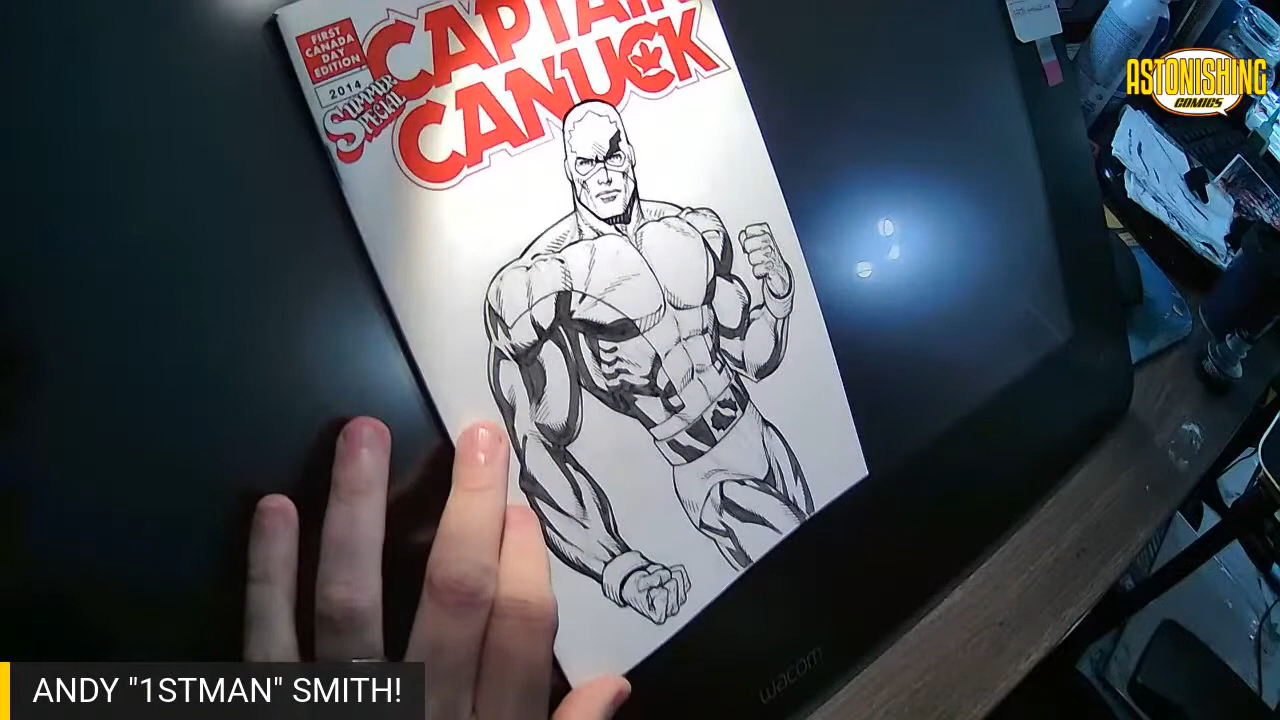 FIRST
CANADA
DAY
EDITION
2014
SUMMER
SPECIAL
CAPTAIN
CANUCK
ASTONISHING
COMICS
wacom
ANDY "1STMAN" SMITH!